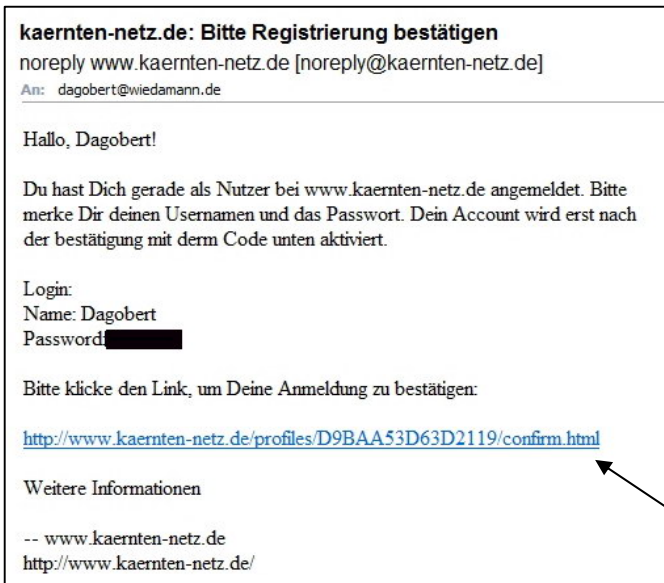 kaernten-netz.de: Bitte Registrierung bestätigen
noreply www.kaernten-netz.de [noreply@kaernten-netz.de]
An: dagobert@wiedamann.de
Hallo, Dagobert!
Du hast Dich gerade als Nutzer bei www.kaernten-netz.de angemeldet. Bitte
merke Dir deinen Usernamen und das Passwort. Dein Account wird erst nach
der bestätigung mit derm Code unten aktiviert.
Login:
Name: Dagobert
Password:
Bitte klicke den Link, um Deine Anmeldung zu bestätigen:
http://www.kaernten-netz.de/profiles/D9BAA53D63D2119/confirm.html
Weitere Informationen
-- www.kaernten-netz.de
http://www.kaernten-netz.de/